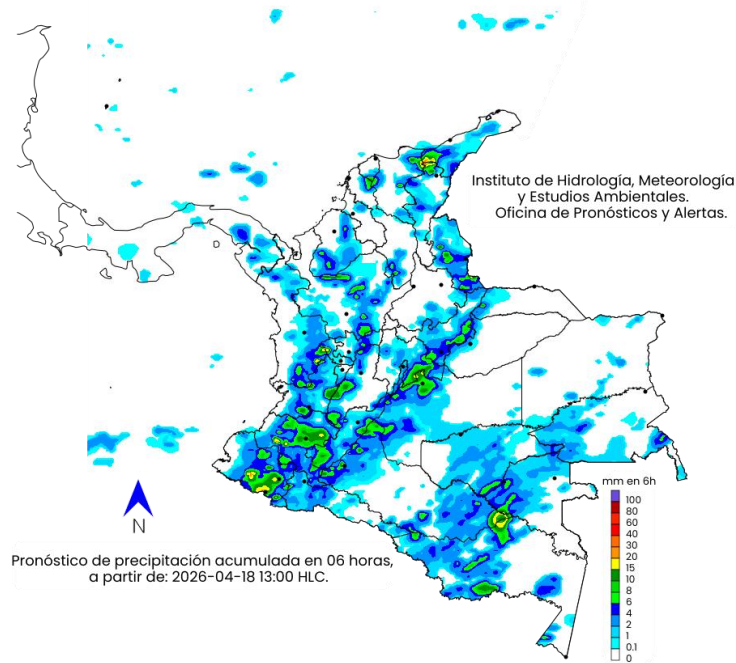 Instituto de Hidrología, Meteorología
y Estudios Ambientales.
Oficina de Pronósticos y Alertas.
mm en 6h
100
80
60
40
30
20
15
10
8
6
4
2
1
0.1
0
N
Pronóstico de precipitación acumulada en 06 horas,
a partir de: 2026-04-18 13:00 HLC.